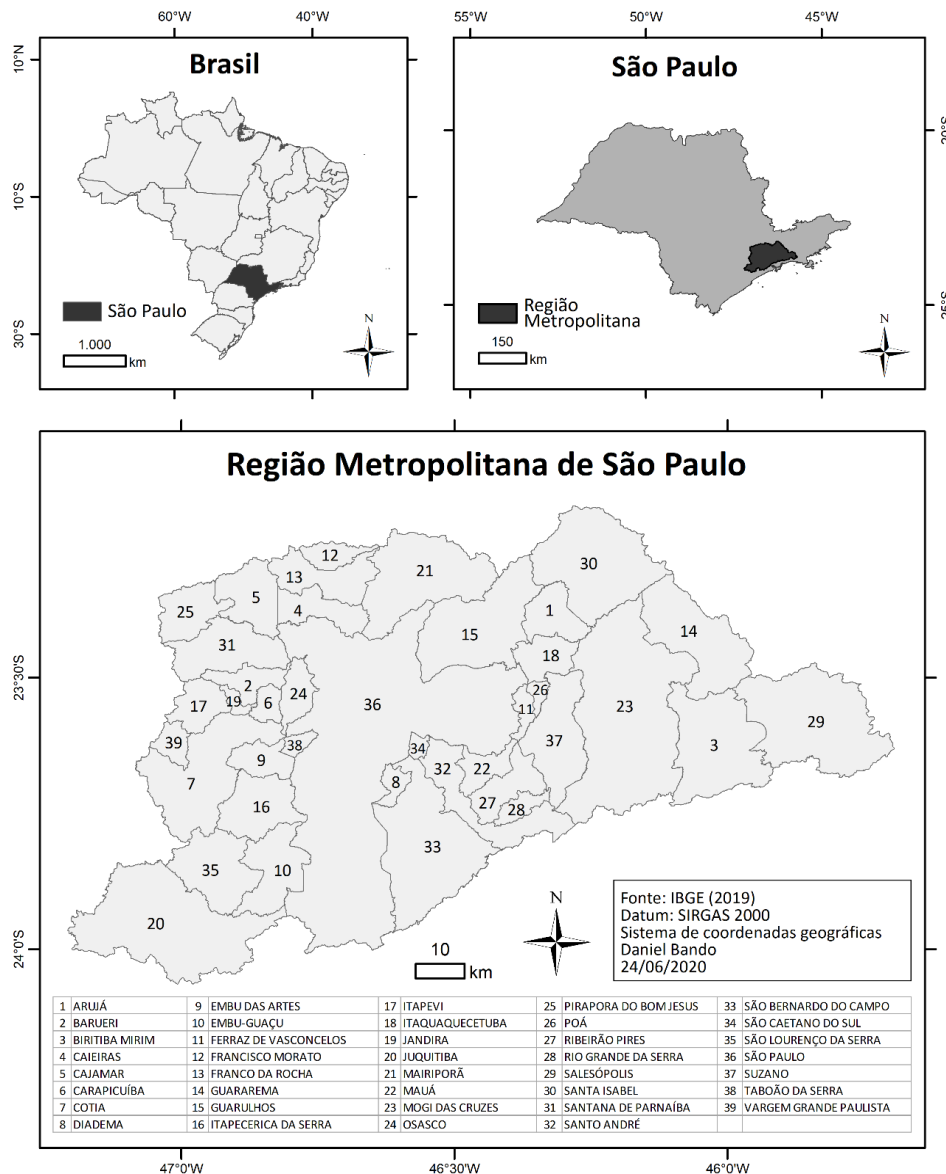 60°W 40°W
10°N
10°S
30°S
Brasil
São Paulo
1.000
km
N
55°W 50°W 45°W
20°S
25°S
São Paulo
Região
Metropolitana
150
km
N
Região Metropolitana de São Paulo
12
21
30
13
5
25
4
1
15
14
31
18
23°30'S
2
24
26
19
6
17
36
11
23
29
39
38
34
37
3
9
32
22
7
8
16
27
28
33
35
10
20
24°0'S
N
10
km
Fonte: IBGE (2019)
Datum: SIRGAS 2000
Sistema de coordenadas geográficas
Daniel Bando
24/06/2020
1 ARUJÁ 9 EMBU DAS ARTES 17 ITAPEVI 25 PIRAPORA DO BOM JESUS 33 SÃO BERNARDO DO CAMPO
2 BARUERI 10 EMBU-GUAÇU 18 ITAQUAQUECETUBA 26 POÁ 34 SÃO CAETANO DO SUL
3 BIRITIBA MIRIM 11 FERRAZ DE VASCONCELOS 19 JANDIRA 27 RIBEIRÃO PIRES 35 SÃO LOURENÇO DA SERRA
4 CAIEIRAS 12 FRANCISCO MORATO 20 JUQUITIBA 28 RIO GRANDE DA SERRA 36 SÃO PAULO
5 CAJAMAR 13 FRANCO DA ROCHA 21 MAIRIPORÃ 29 SALESÓPOLIS 37 SUZANO
6 CARAPICUÍBA 14 GUARAREMA 22 MAUÁ 30 SANTA ISABEL 38 TABOÃO DA SERRA
7 COTIA 15 GUARULHOS 23 MOGI DAS CRUZES 31 SANTANA DE PARNAÍBA 39 VARGEM GRANDE PAULISTA
8 DIADEMA 16 ITAPECERICA DA SERRA 24 OSASCO 32 SANTO ANDRÉ
47°0'W 46°30'W 46°0'W